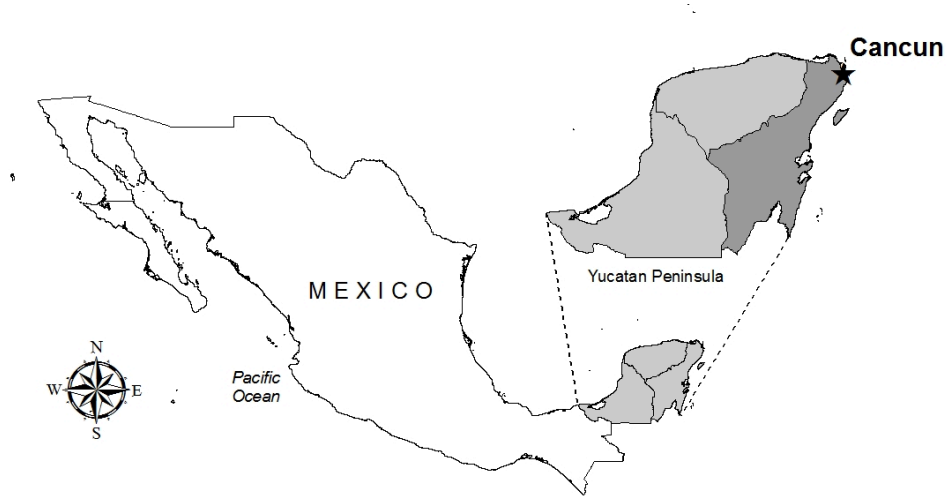 Cancun
Yucatan Peninsula
MEXICO
Pacific
Ocean
N
W E
S